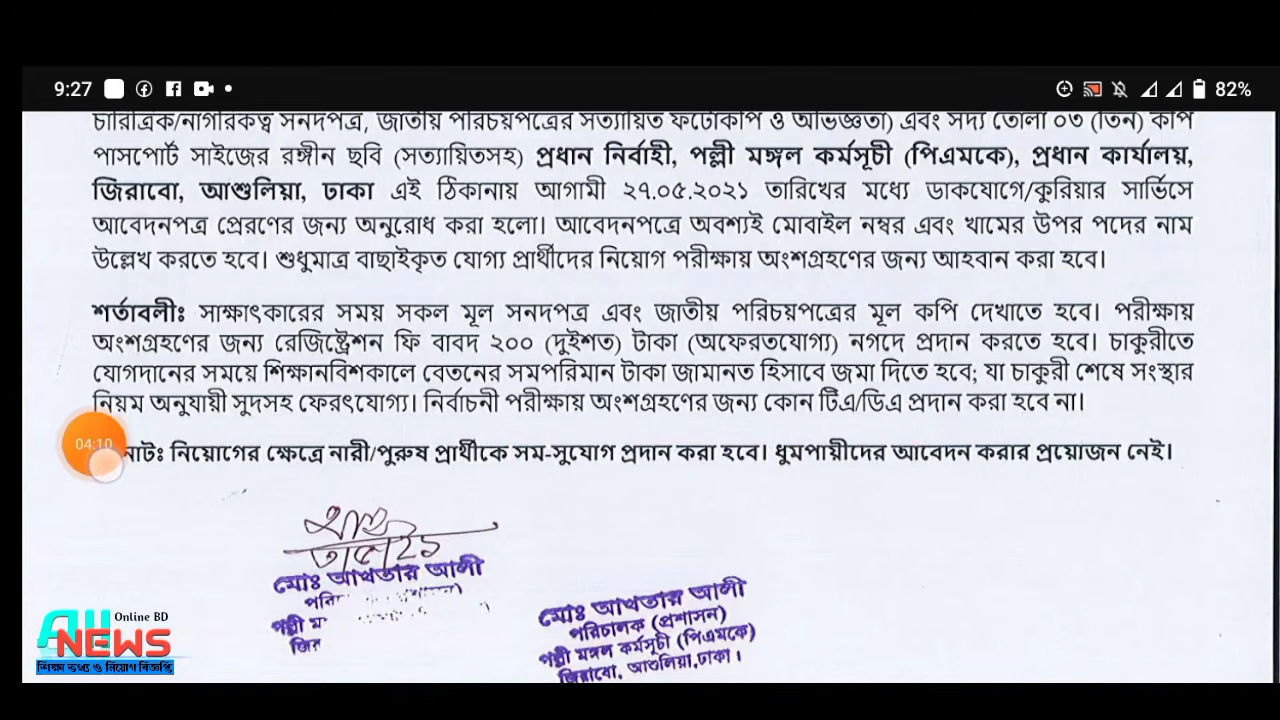 9:27
82%
চারিত্রিক/নাগরিকত্ব সনদপত্র, জাতীয় পরিচয়পত্রের সত্যায়িত ফটোকপি ও অভিজ্ঞতা) এবং সদ্য তোলা ০৩ (তিন) কপি
পাসপোর্ট সাইজের রঙ্গীন ছবি (সত্যায়িতসহ) প্রধান নির্বাহী, পল্লী মঙ্গল কর্মসূচী (পিএমকে), প্রধান কার্যালয়,
জিরাবো, আশুলিয়া, ঢাকা এই ঠিকানায় আগামী ২৭.০৫.২০২১ তারিখের মধ্যে ডাকযোগে/কুরিয়ার সার্ভিসে
আবেদনপত্র প্রেরণের জন্য অনুরোধ করা হলো। আবেদনপত্রে অবশ্যই মোবাইল নম্বর এবং খামের উপর পদের নাম
উল্লেখ করতে হবে। শুধুমাত্র বাছাইকৃত যোগ্য প্রার্থীদের নিয়োগ পরীক্ষায় অংশগ্রহণের জন্য আহবান করা হবে।
শর্তাবলীঃ সাক্ষাৎকারের সময় সকল মূল সনদপত্র এবং জাতীয় পরিচয়পত্রের মূল কপি দেখাতে হবে। পরীক্ষায়
অংশগ্রহণের জন্য রেজিষ্ট্রেশন ফি বাবদ ২০০ (দুইশত) টাকা (অফেরতযোগ্য) নগদে প্রদান করতে হবে। চাকুরীতে
যোগদানের সময়ে শিক্ষানবিশকালে বেতনের সমপরিমান টাকা জামানত হিসাবে জমা দিতে হবে; যা চাকুরী শেষে সংস্থার
নিয়ম অনুযায়ী সুদসহ ফেরৎযোগ্য। নির্বাচনী পরীক্ষায় অংশগ্রহণের জন্য কোন টিএ/ডিএ প্রদান করা হবে না।
04:10
নাটঃ নিয়োগের ক্ষেত্রে নারী/পুরুষ প্রার্থীকে সম-সুযোগ প্রদান করা হবে। ধুমপায়ীদের আবেদন করার প্রয়োজন নেই।
মোঃ আখতার আলী
পল্লী ম
জির
মোঃ আখতার আলী
পরিচালক (প্রশাসন)
পল্লী মঙ্গল কর্মসূচী (পিএমকে)
জিরাবো, আশুলিয়া,ঢাকা।
Online BD
NEWS
শিক্ষা তথ্য ও নিয়োগ বিজ্ঞপ্তি